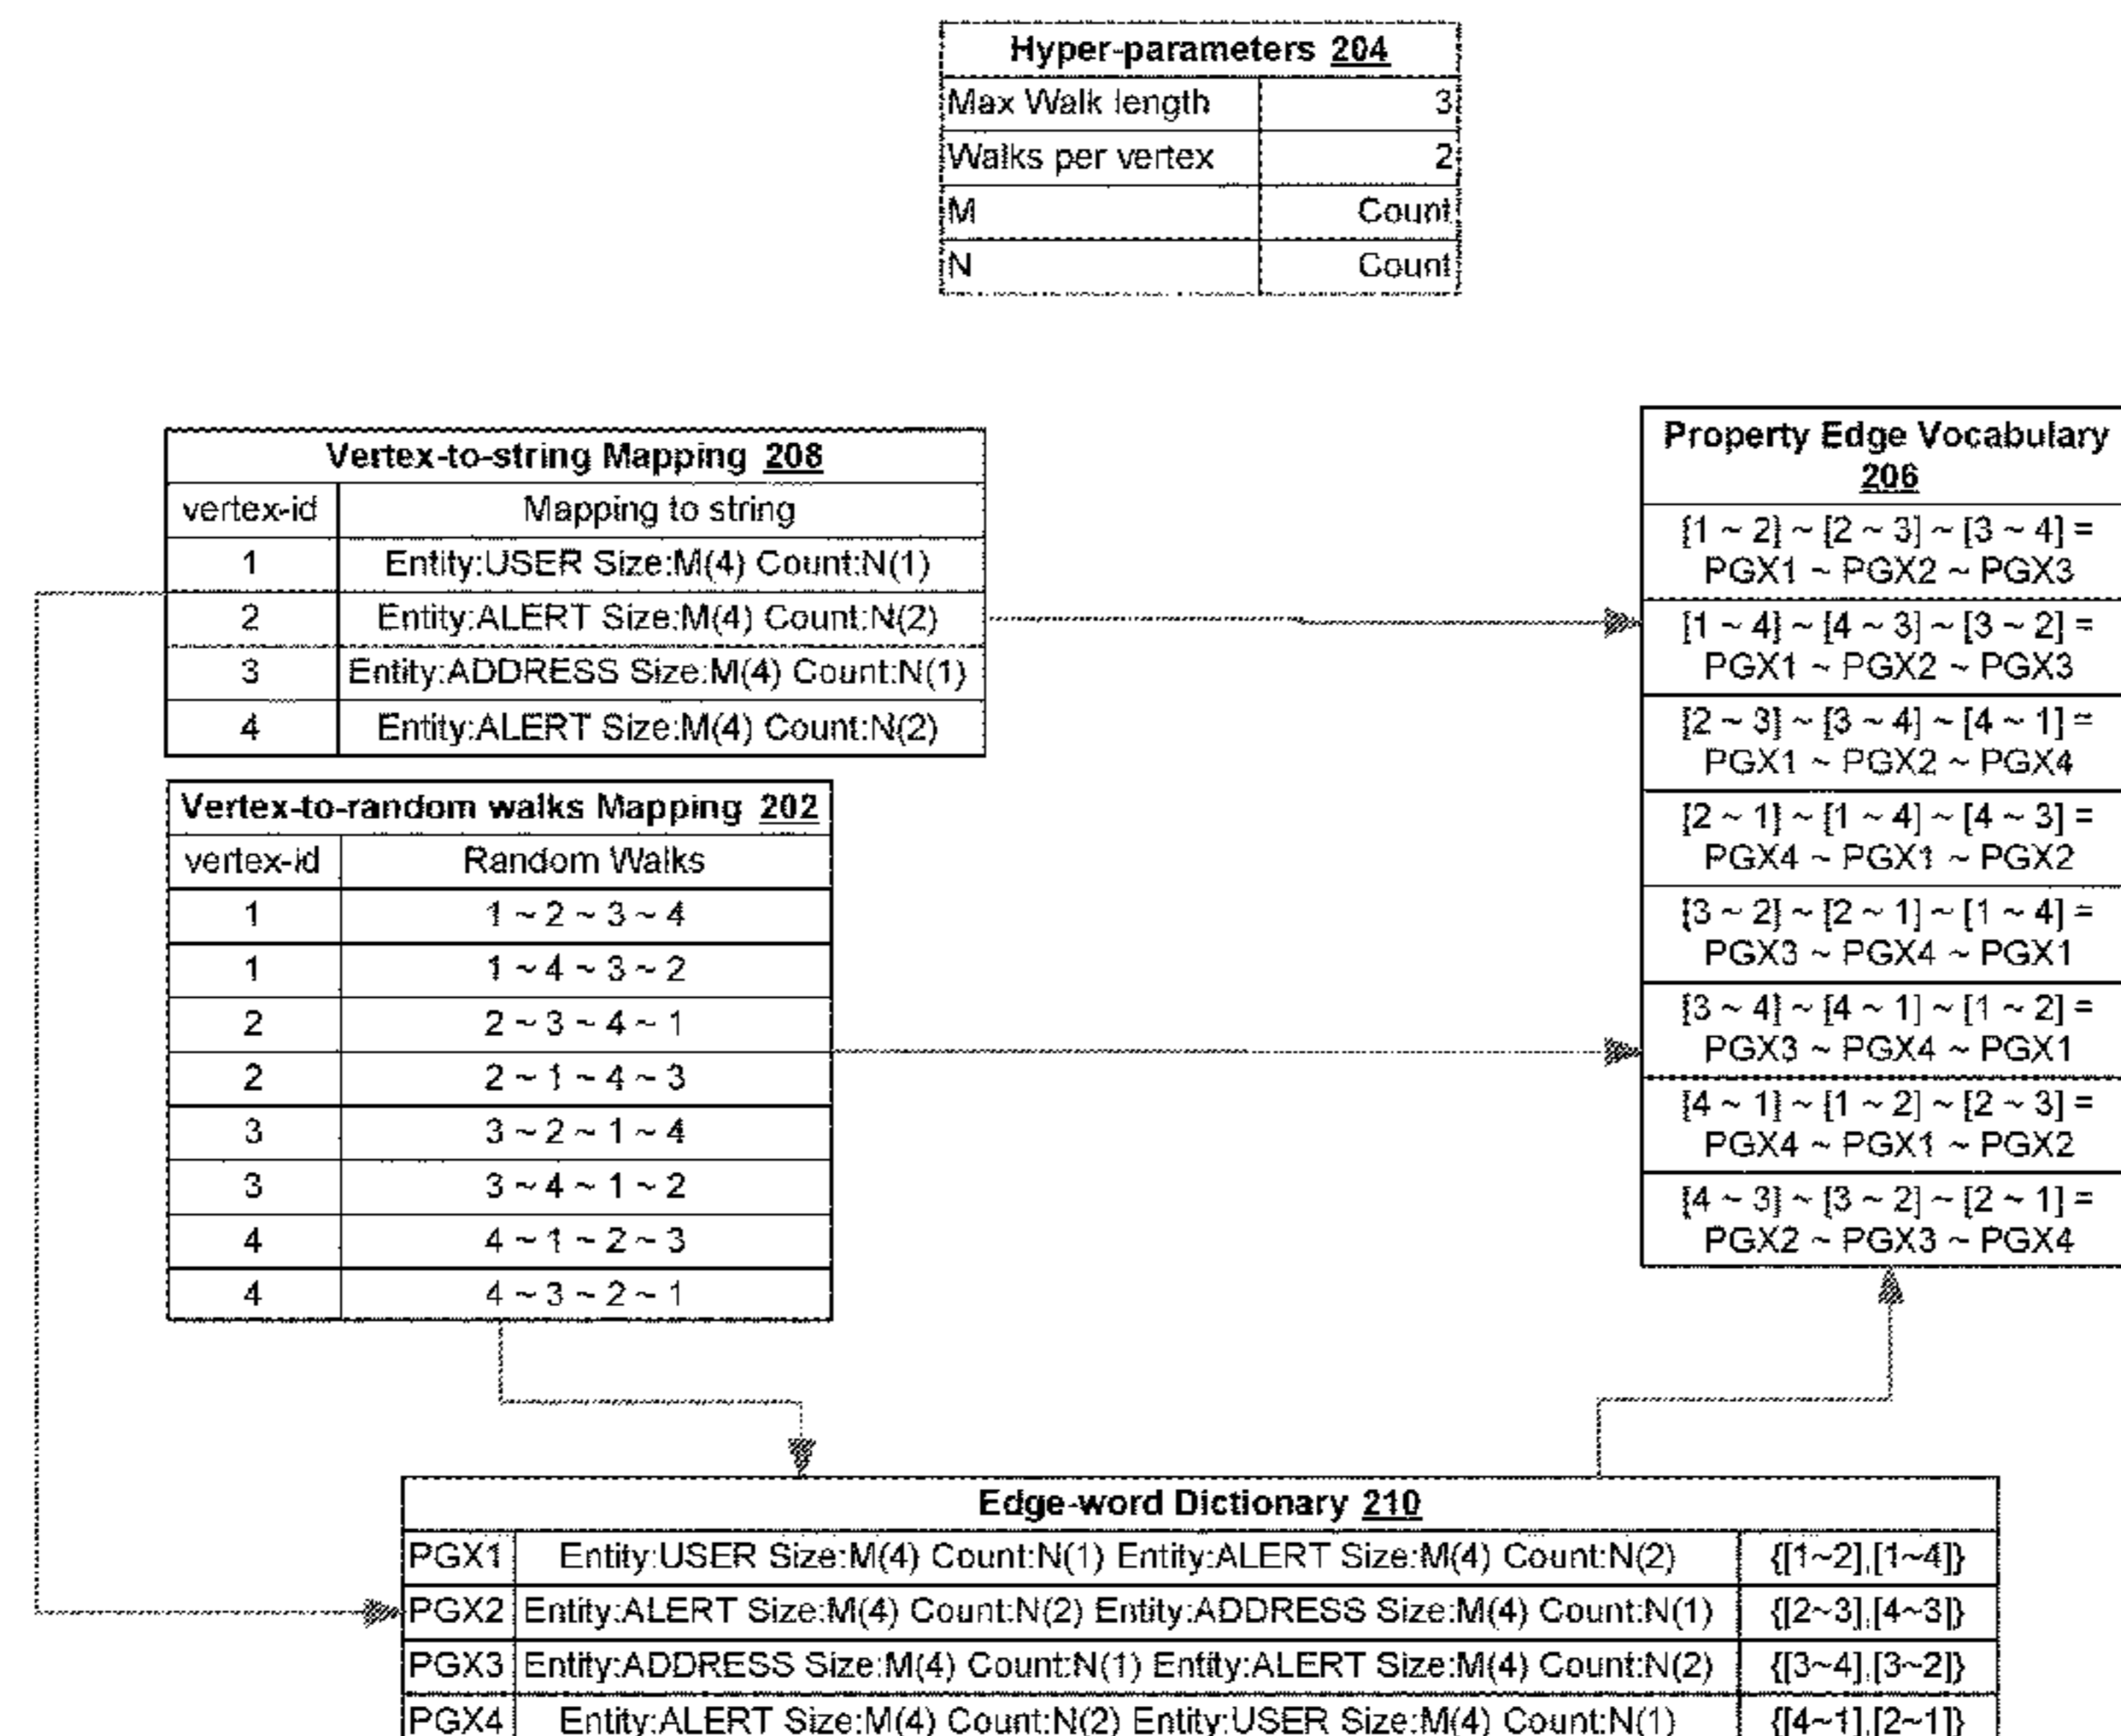 Hyper-parameters 204
Max Walk length 3
Walks per vertex 2
M Count
N Count
Vertex-to-string Mapping 208
vertex-id Mapping to string
1 Entity:USER Size:M(4) Count:N(1)
2 Entity:ALERT Size:M(4) Count:N(2)
3 Entity:ADDRESS Size:M(4) Count:N(1)
4 Entity:ALERT Size:M(4) Count:N(2)
Vertex-to-random walks Mapping 202
vertex-id Random Walks
1 1 ~ 2 ~ 3 ~ 4
1 1 ~ 4 ~ 3 ~ 2
2 2 ~ 3 ~ 4 ~ 1
2 2 ~ 1 ~ 4 ~ 3
3 3 ~ 2 ~ 1 ~ 4
3 3 ~ 4 ~ 1 ~ 2
4 4 ~ 1 ~ 2 ~ 3
4 4 ~ 3 ~ 2 ~ 1
Property Edge Vocabulary
206
[1 ~ 2] ~ [2 ~ 3] ~ [3 ~ 4] =
PGX1 ~ PGX2 ~ PGX3
[1 ~ 4] ~ [4 ~ 3] ~ [3 ~ 2] =
PGX1 ~ PGX2 ~ PGX3
[2 ~ 3] ~ [3 ~ 4] ~ [4 ~ 1] =
PGX1 ~ PGX2 ~ PGX4
[2 ~ 1] ~ [1 ~ 4] ~ [4 ~ 3] =
PGX4 ~ PGX1 ~ PGX2
[3 ~ 2] ~ [2 ~ 1] ~ [1 ~ 4] =
PGX3 ~ PGX4 ~ PGX1
[3 ~ 4] ~ [4 ~ 1] ~ [1 ~ 2] =
PGX3 ~ PGX4 ~ PGX1
[4 ~ 1] ~ [1 ~ 2] ~ [2 ~ 3] =
PGX4 ~ PGX1 ~ PGX2
[4 ~ 3] ~ [3 ~ 2] ~ [2 ~ 1] =
PGX2 ~ PGX3 ~ PGX4
Edge-word Dictionary 210
PGX1 Entity:USER Size:M(4) Count:N(1) Entity:ALERT Size:M(4) Count:N(2) {[1~2],[1~4]}
PGX2 Entity:ALERT Size:M(4) Count:N(2) Entity:ADDRESS Size:M(4) Count:N(1) {[2~3],[4~3]}
PGX3 Entity:ADDRESS Size:M(4) Count:N(1) Entity:ALERT Size:M(4) Count:N(2) {[3~4],[3~2]}
PGX4 Entity:ALERT Size:M(4) Count:N(2) Entity:USER Size:M(4) Count:N(1) {[4~1],[2~1]}